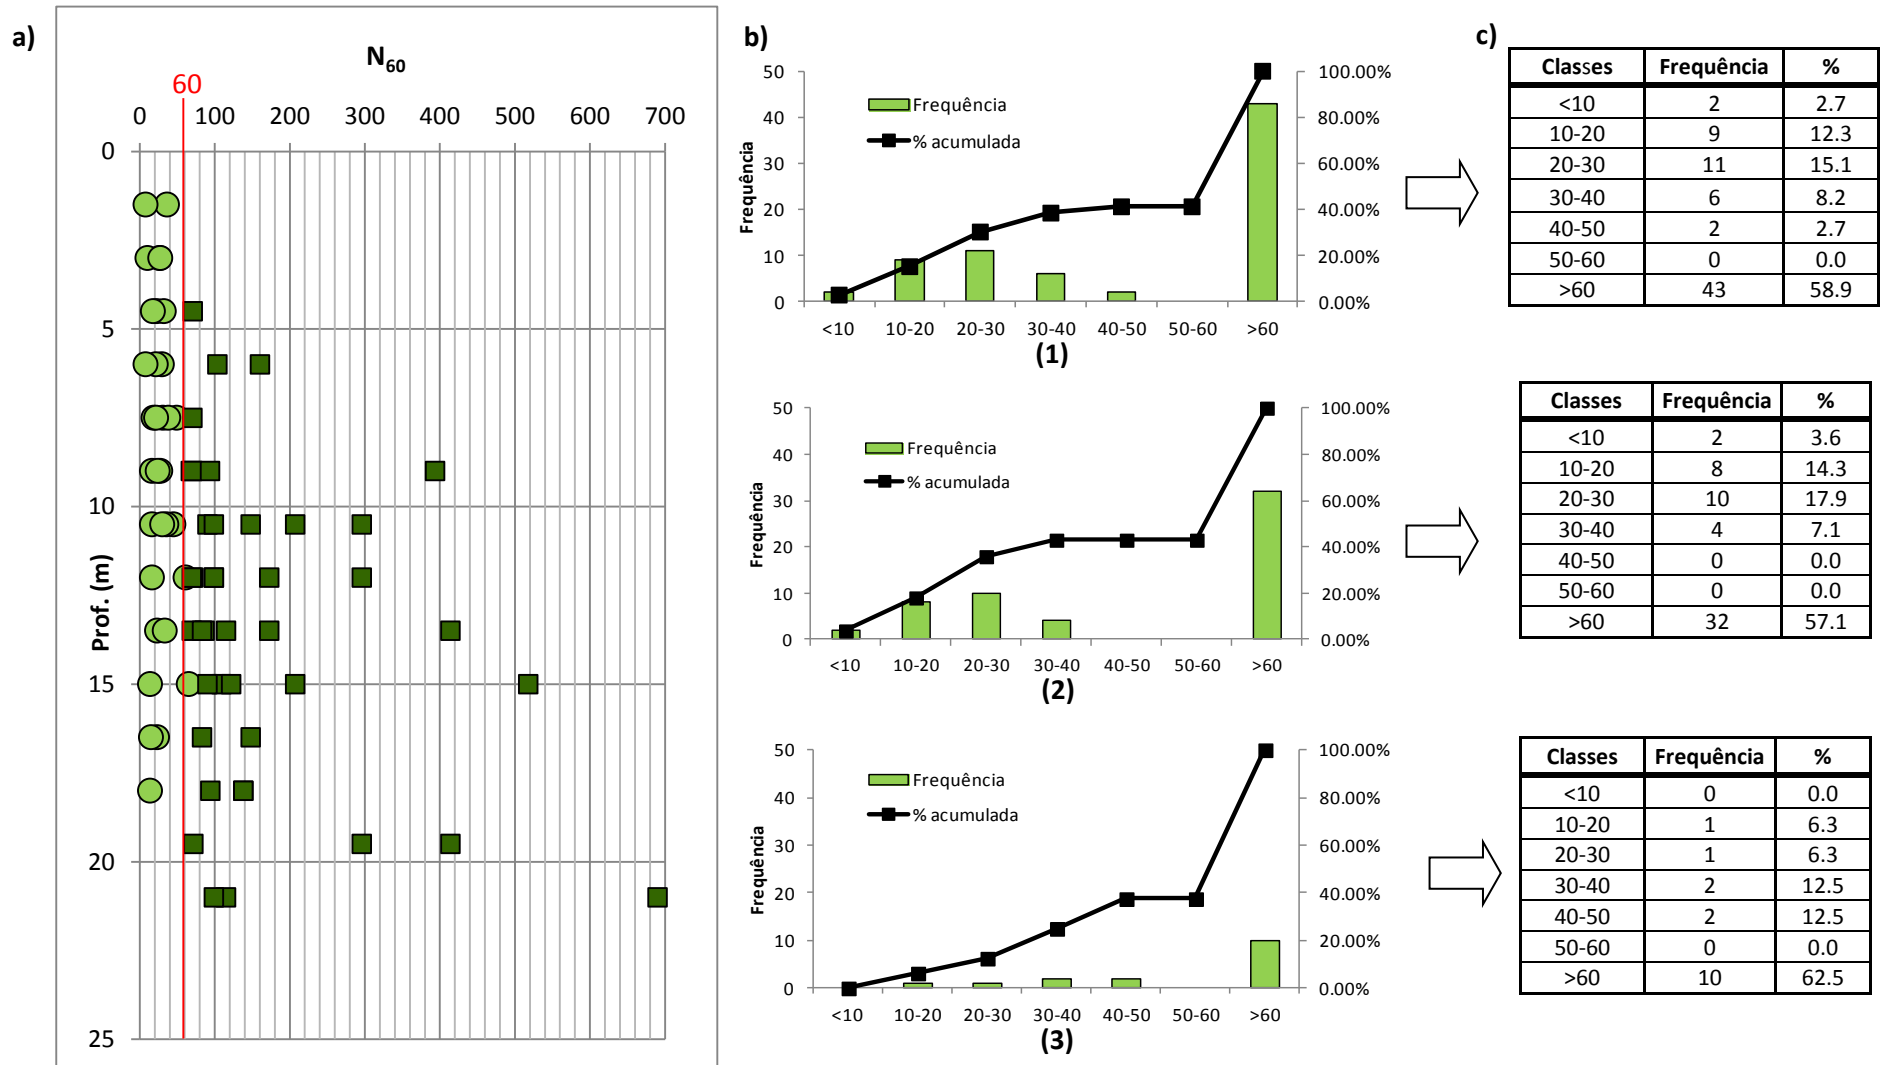 a)
N60
60
0 100 200 300 400 500 600 700
0
5
10
15
20
25
Prof. (m)
b)
50
40
30
20
10
0
Frequência
Frequência
% acumulada
100.00%
80.00%
60.00%
40.00%
20.00%
0.00%
<10 10-20 20-30 30-40 40-50 50-60 >60
(1)
50
40
30
20
10
0
Frequência
Frequência
% acumulada
100.00%
80.00%
60.00%
40.00%
20.00%
0.00%
<10 10-20 20-30 30-40 40-50 50-60 >60
(2)
50
40
30
20
10
0
Frequência
Frequência
% acumulada
100.00%
80.00%
60.00%
40.00%
20.00%
0.00%
<10 10-20 20-30 30-40 40-50 50-60 >60
(3)
c)
Classes Frequência %
<10 2 2.7
10-20 9 12.3
20-30 11 15.1
30-40 6 8.2
40-50 2 2.7
50-60 0 0.0
>60 43 58.9
Classes Frequência %
<10 2 3.6
10-20 8 14.3
20-30 10 17.9
30-40 4 7.1
40-50 0 0.0
50-60 0 0.0
>60 32 57.1
Classes Frequência %
<10 0 0.0
10-20 1 6.3
20-30 1 6.3
30-40 2 12.5
40-50 2 12.5
50-60 0 0.0
>60 10 62.5